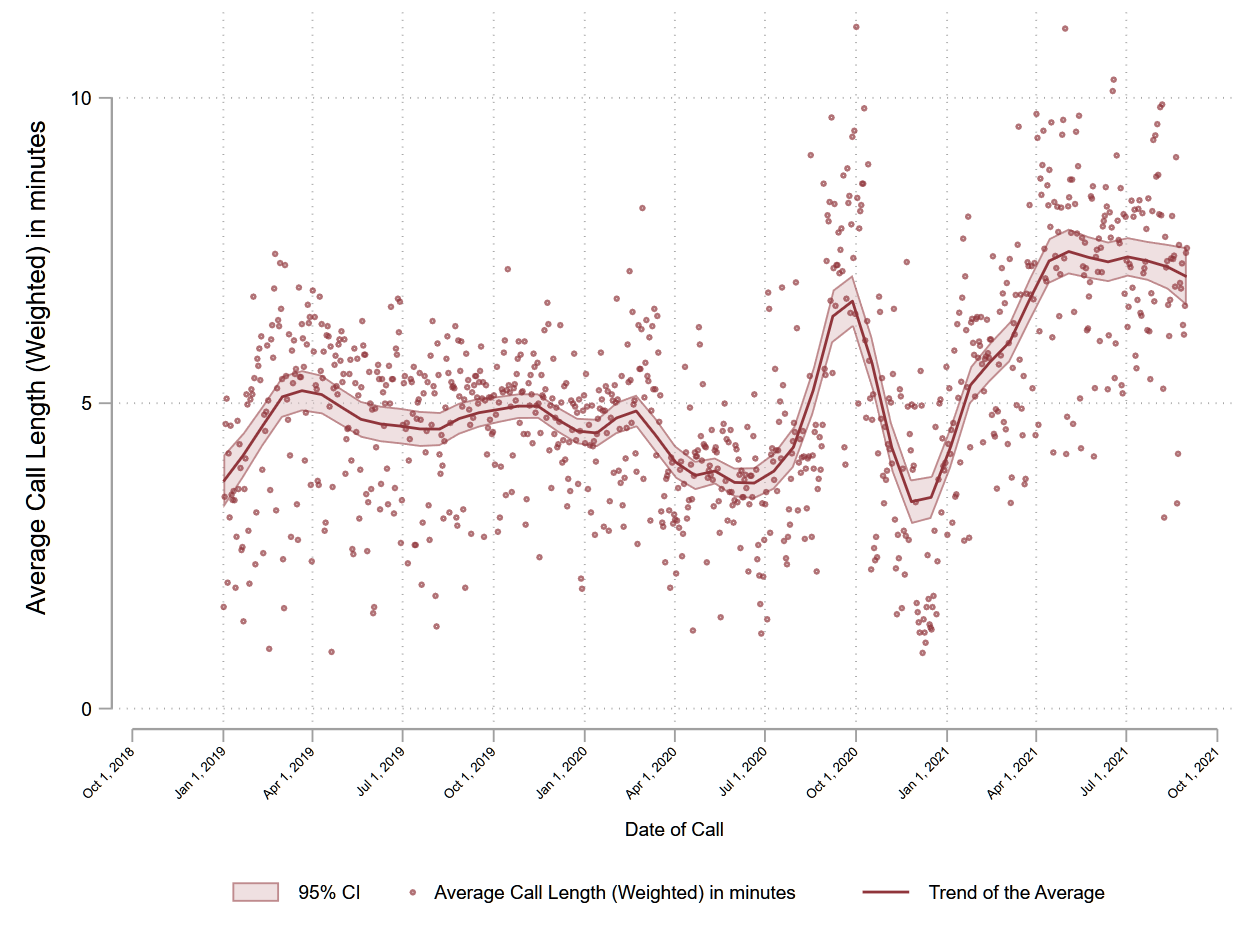 Average Call Length (Weighted) in minutes
10
5
0
Oct 1, 2018
Jan 1, 2019
Apr 1, 2019
Jul 1, 2019
Oct 1, 2019
Jan 1, 2020
Apr 1, 2020
Jul 1, 2020
Oct 1, 2020
Jan 1, 2021
Apr 1, 2021
Jul 1, 2021
Oct 1, 2021
Date of Call
95% CI Average Call Length (Weighted) in minutes Trend of the Average